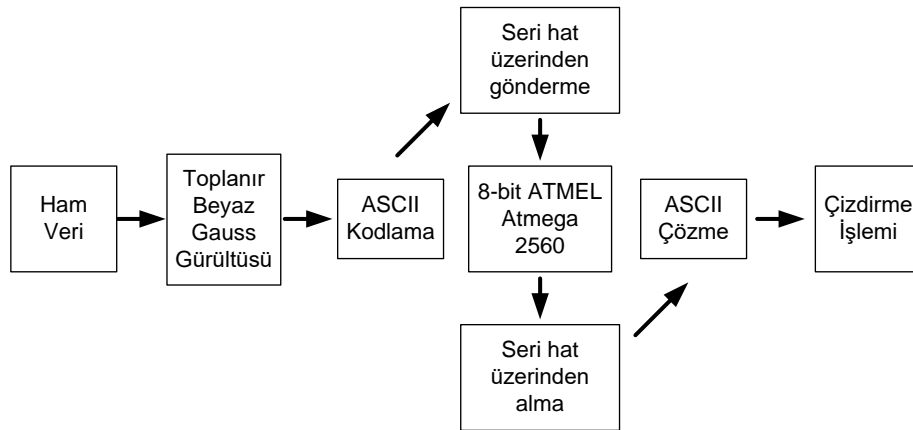 Ham
Veri
Toplanır
Beyaz
Gauss
Gürültüsü
ASCII
Kodlama
Seri hat
üzerinden
gönderme
8-bit ATMEL
Atmega
2560
Seri hat
üzerinden
alma
ASCII
Çözme
Çizdirme
İşlemi